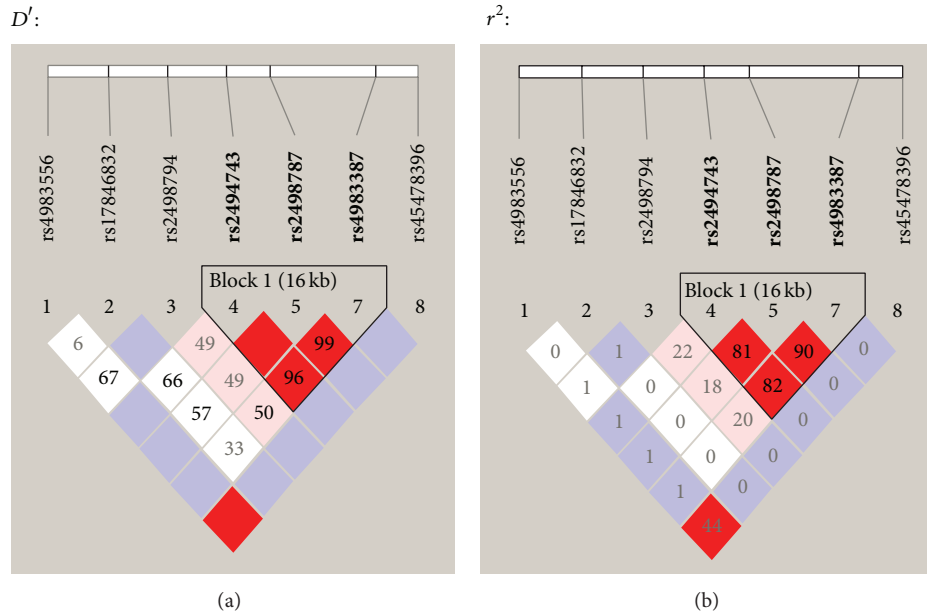 D′:
r²:
rs4983556
rs17846832
rs2498794
rs2494743
rs2498787
rs4983387
rs45478396
rs4983556
rs17846832
rs2498794
rs2494743
rs2498787
rs4983387
rs45478396
Block 1 (16 kb)
1 2 3 4 5 7 8
6 49 99
67 66 49 96
57 50
33
Block 1 (16 kb)
1 2 3 4 5 7 8
0 1 22 81 90 0
1 0 18 82 0
1 0 20 0
1 0 0
1 0
44
(a)
(b)